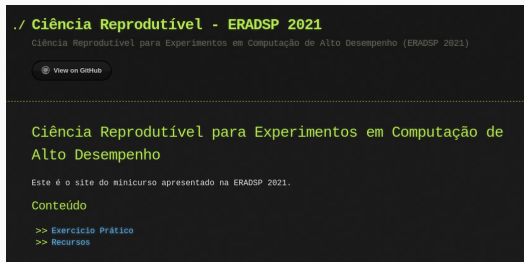 ./ Ciência Reprodutível - ERADSP 2021
Ciência Reprodutível para Experimentos em Computação de Alto Desempenho (ERADSP 2021)
View on GitHub
Ciência Reprodutível para Experimentos em Computação de
Alto Desempenho
Este é o site do minicurso apresentado na ERADSP 2021.
Conteúdo
>> Exercício Prático
>> Recursos